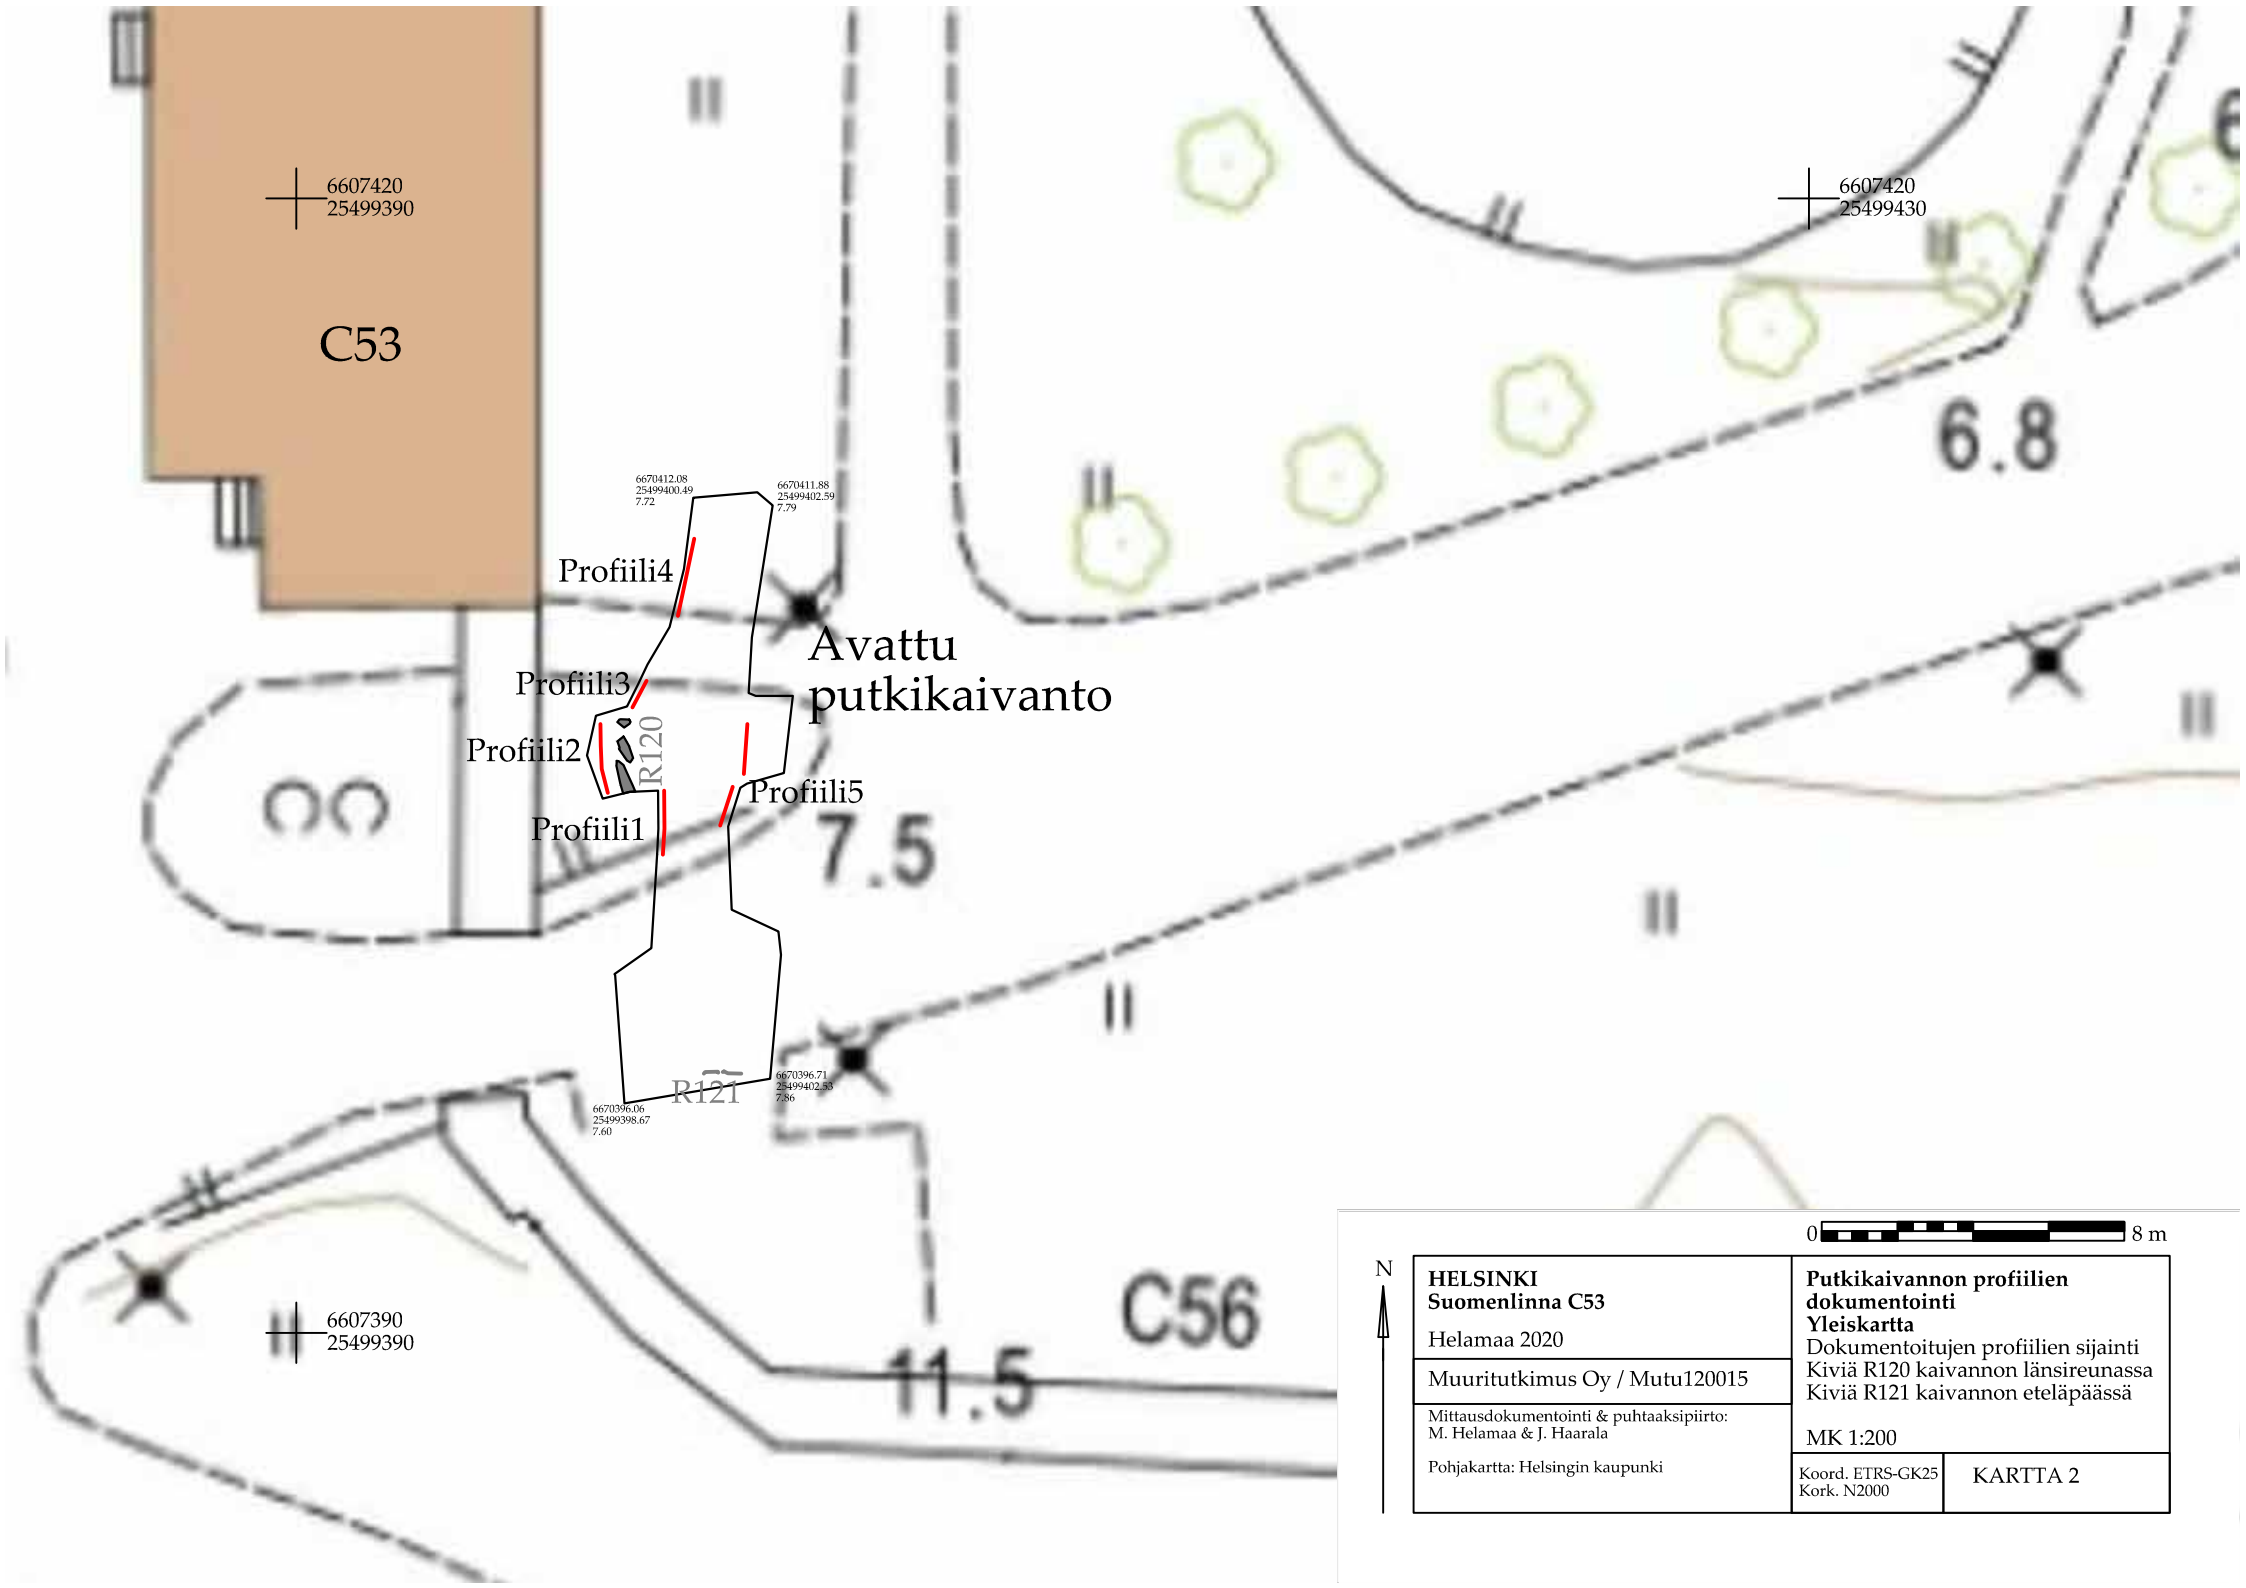 6607420
25499390
6607420
25499430
C53
6.8
6670412.08
25499400.49
7.72
6670411.88
25499402.59
7.79
Profiili4
Avattu
putkikaivanto
Profiili3
R120
Profiili2
Profiili5
Profiili1
7.5
R121
6670396.71
25499402.53
7.86
6670396.06
25499398.67
7.60
C56
11.5
6607390
25499390
0
8 m
N
HELSINKI
Suomenlinna C53
Helamaa 2020
Muuritutkimus Oy / Mutu120015
Mittausdokumentointi & puhtaaksipiirto:
M. Helamaa & J. Haarala
Pohjakartta: Helsingin kaupunki
Putkikaivannon profiilien
dokumentointi
Yleiskartta
Dokumentoitujen profiilien sijainti
Kiviä R120 kaivannon länsireunassa
Kiviä R121 kaivannon eteläpäässä
MK 1:200
Koord. ETRS-GK25
Kork. N2000
KARTTA 2